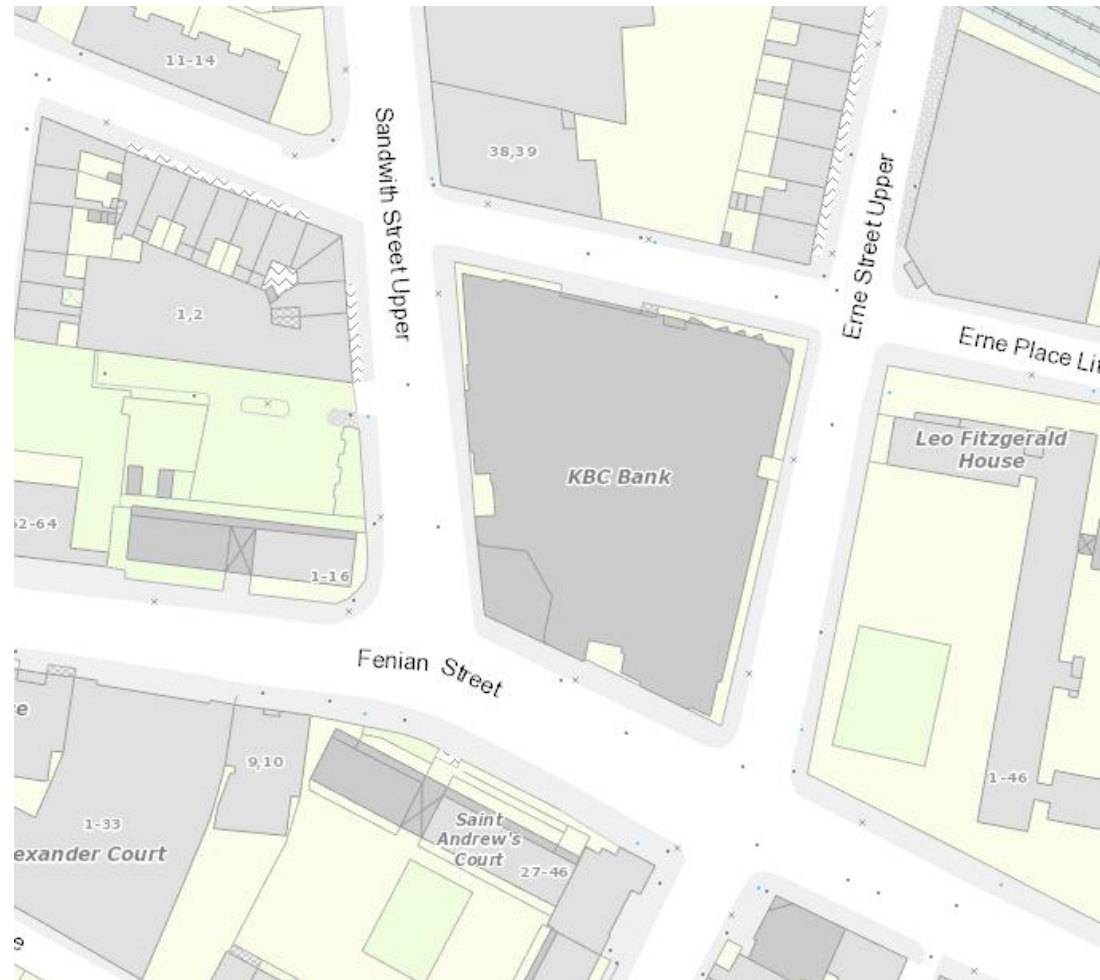 11-14
38,39
Sandwith Street Upper
Erne Street Upper
1,2
Erne Place Lit
Leo Fitzgerald
House
KBC Bank
62-64
1-16
Fenian Street
9,10
1-46
1-33
exander Court
Saint
Andrew's
Court
27-46
e
e